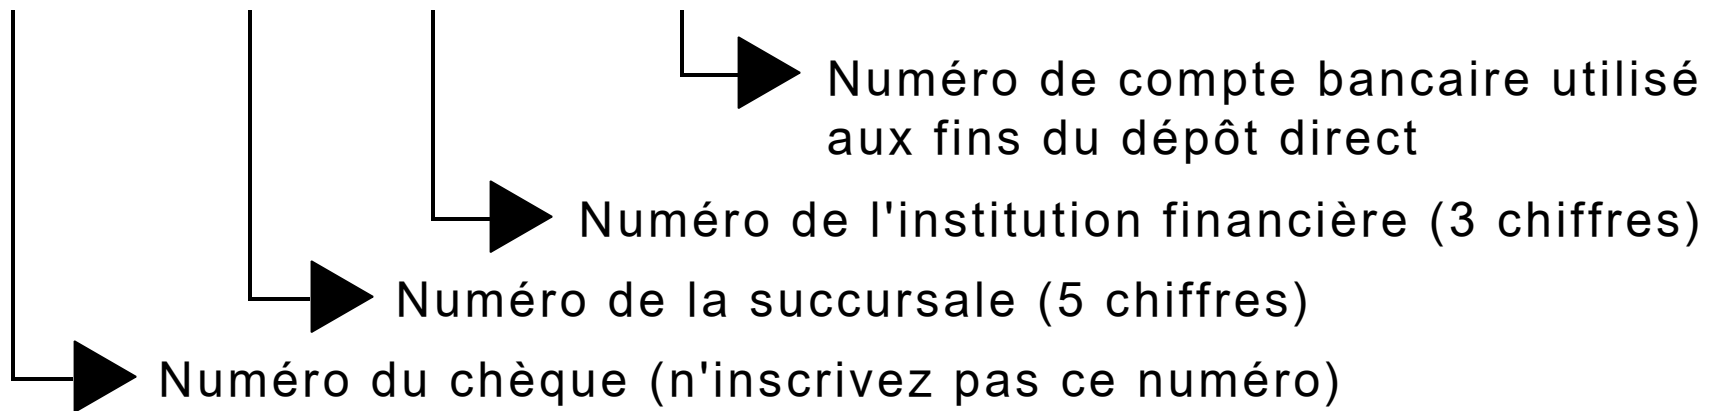 Numéro de compte bancaire utilisé
aux fins du dépôt direct
Numéro de l'institution financière (3 chiffres)
Numéro de la succursale (5 chiffres)
Numéro du chèque (n'inscrivez pas ce numéro)